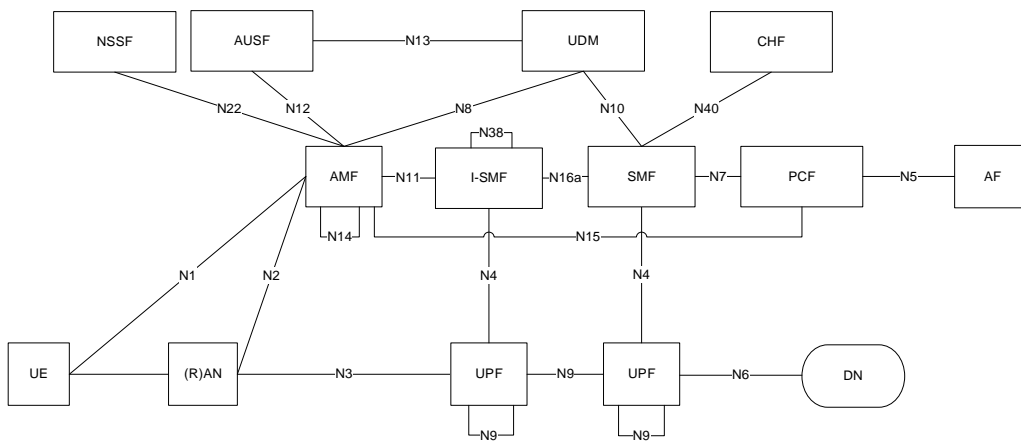 NSSF
AUSF
N13
UDM
CHF
N22
N12
N8
N10
N40
N38
AMF
N11
I-SMF
N16a
SMF
N7
PCF
N5
AF
N14
N15
N1
N2
N4
N4
UE
(R)AN
N3
UPF
N9
UPF
N6
DN
N9
N9